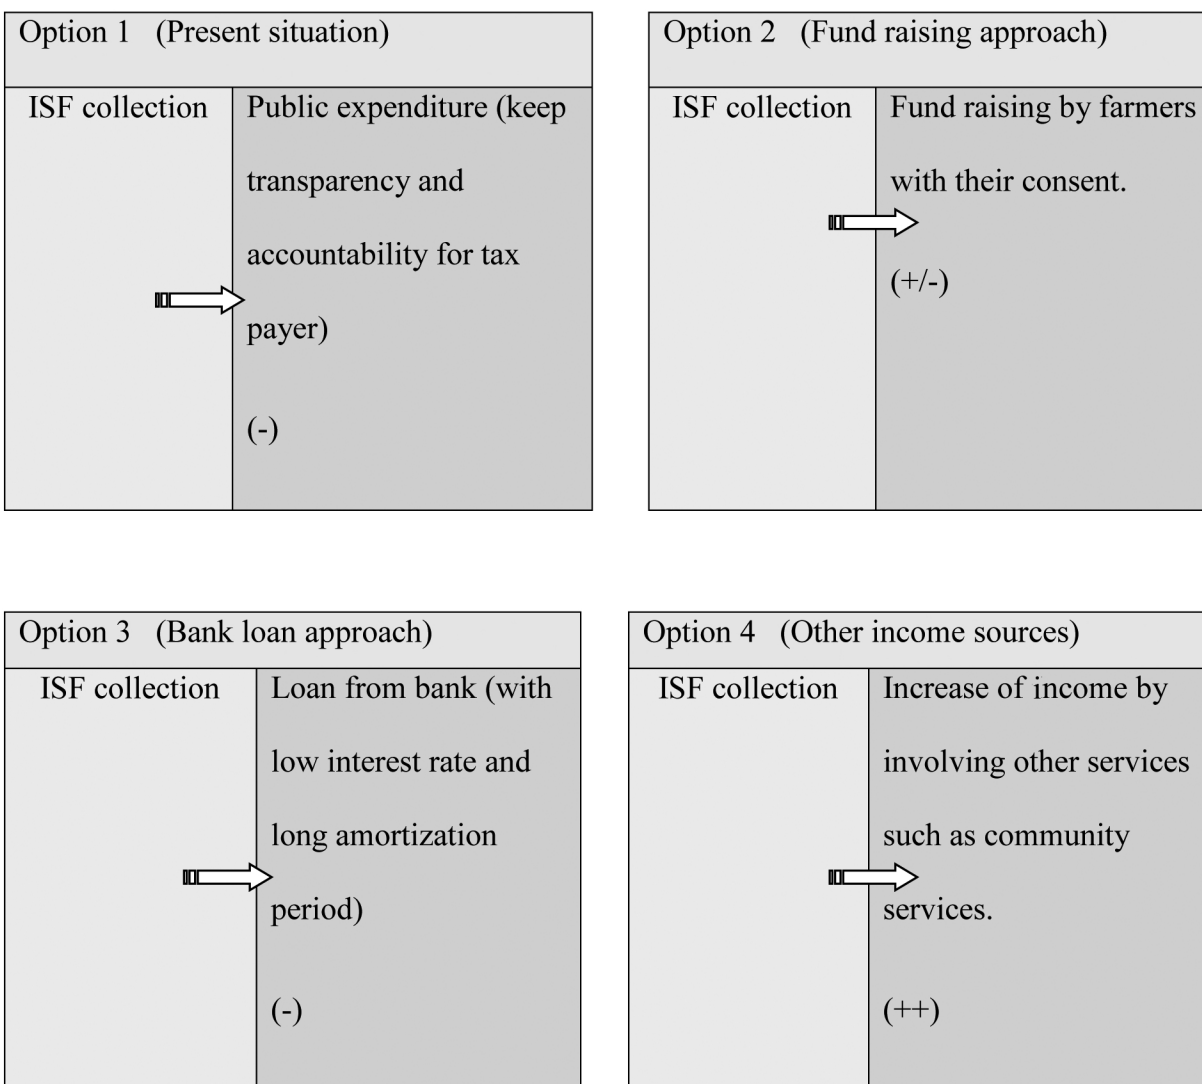 Option 1 (Present situation)
ISF collection
Public expenditure (keep
transparency and
accountability for tax
payer)
(-)
Option 2 (Fund raising approach)
ISF collection
Fund raising by farmers
with their consent.
(+/-)
Option 3 (Bank loan approach)
ISF collection
Loan from bank (with
low interest rate and
long amortization
period)
(-)
Option 4 (Other income sources)
ISF collection
Increase of income by
involving other services
such as community
services.
(++)